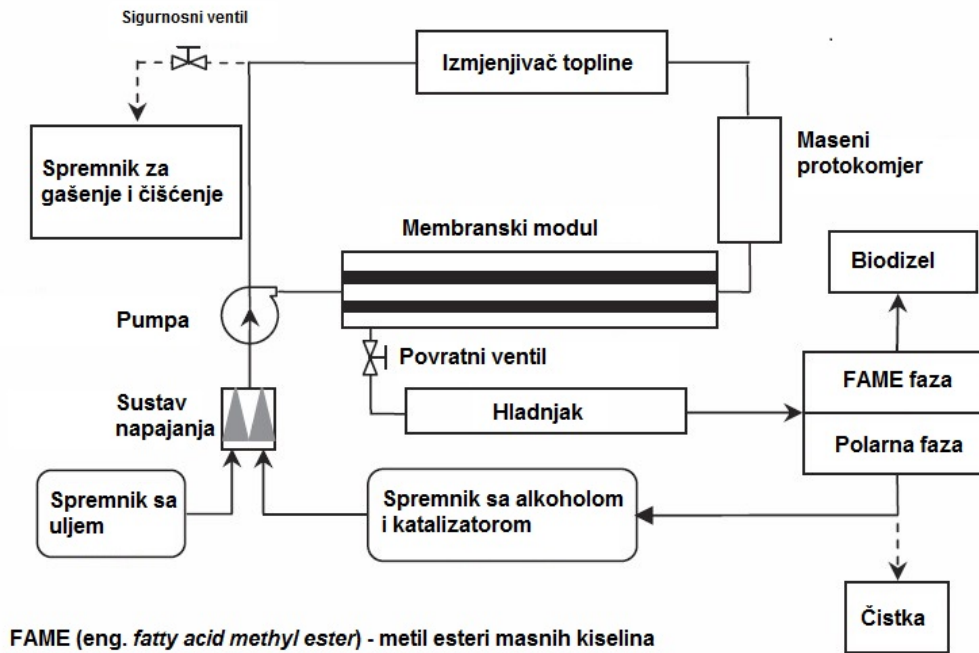 Sigurnosni ventil
Izmjenjivač topline
Spremnik za
gašenje i čišćenje
Maseni
protokomjer
Membranski modul
Biodizel
Pumpa
Povratni ventil
FAME faza
Sustav
napajanja
Hladnjak
Polarna faza
Spremnik sa
uljem
Spremnik sa alkoholom
i katalizatorom
Čistka
FAME (eng. fatty acid methyl ester) - metil esteri masnih kiselina